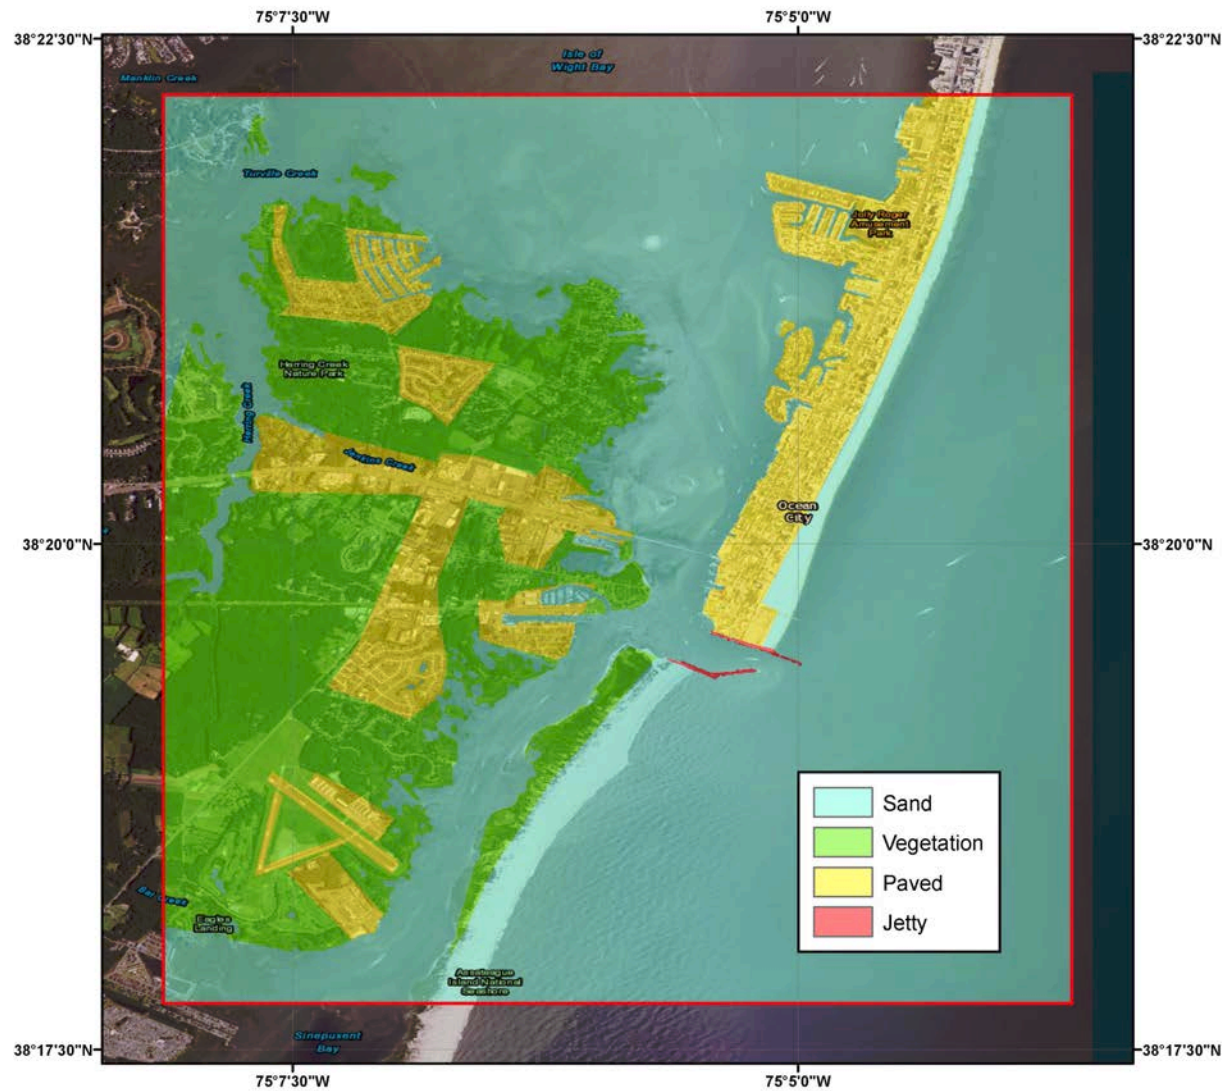 75°7'30"W
75°5'0"W
38°22'30"N
38°22'30"N
Isle of
Wight Bay
Manklin Creek
Turville Creek
Jolly Roger
Amusement
Park
Herring Creek
Nature Park
Herring Creek
Jenkins Creek
Ocean
City
38°20'0"N
38°20'0"N
Sand
Vegetation
Paved
Jetty
Eagles
Landing
Assateague
Island National
Seashore
Sinepuxent
Bay
38°17'30"N
38°17'30"N
75°7'30"W
75°5'0"W